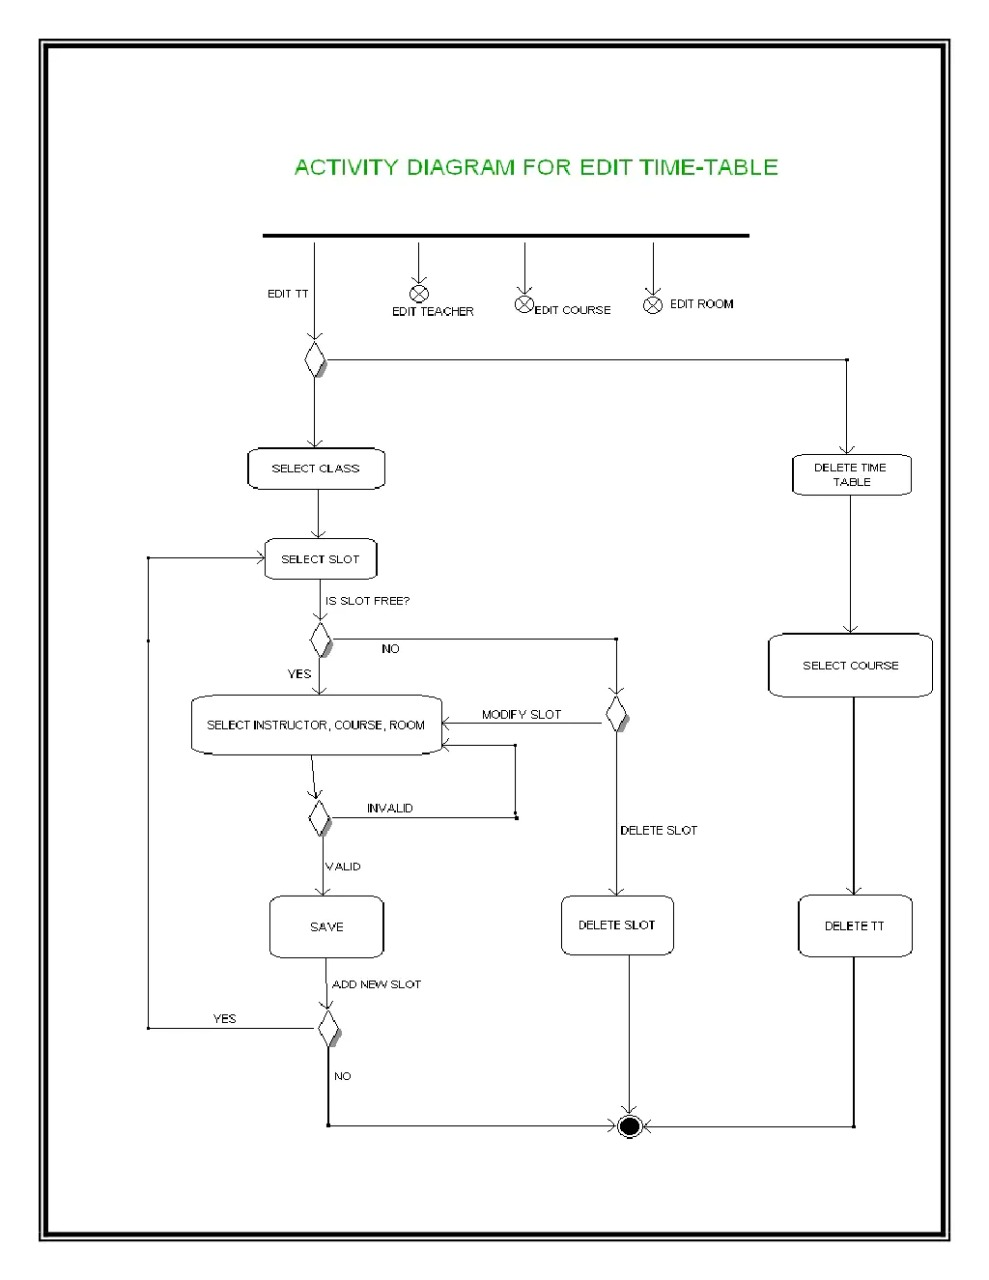 ACTIVITY DIAGRAM FOR EDIT TIME-TABLE
EDIT TT
EDIT TEACHER
EDIT COURSE
EDIT ROOM
SELECT CLASS
DELETE TIME
TABLE
SELECT SLOT
IS SLOT FREE?
NO
YES
SELECT COURSE
SELECT INSTRUCTOR, COURSE, ROOM
MODIFY SLOT
INVALID
DELETE SLOT
VALID
SAVE
DELETE SLOT
DELETE TT
ADD NEW SLOT
YES
NO